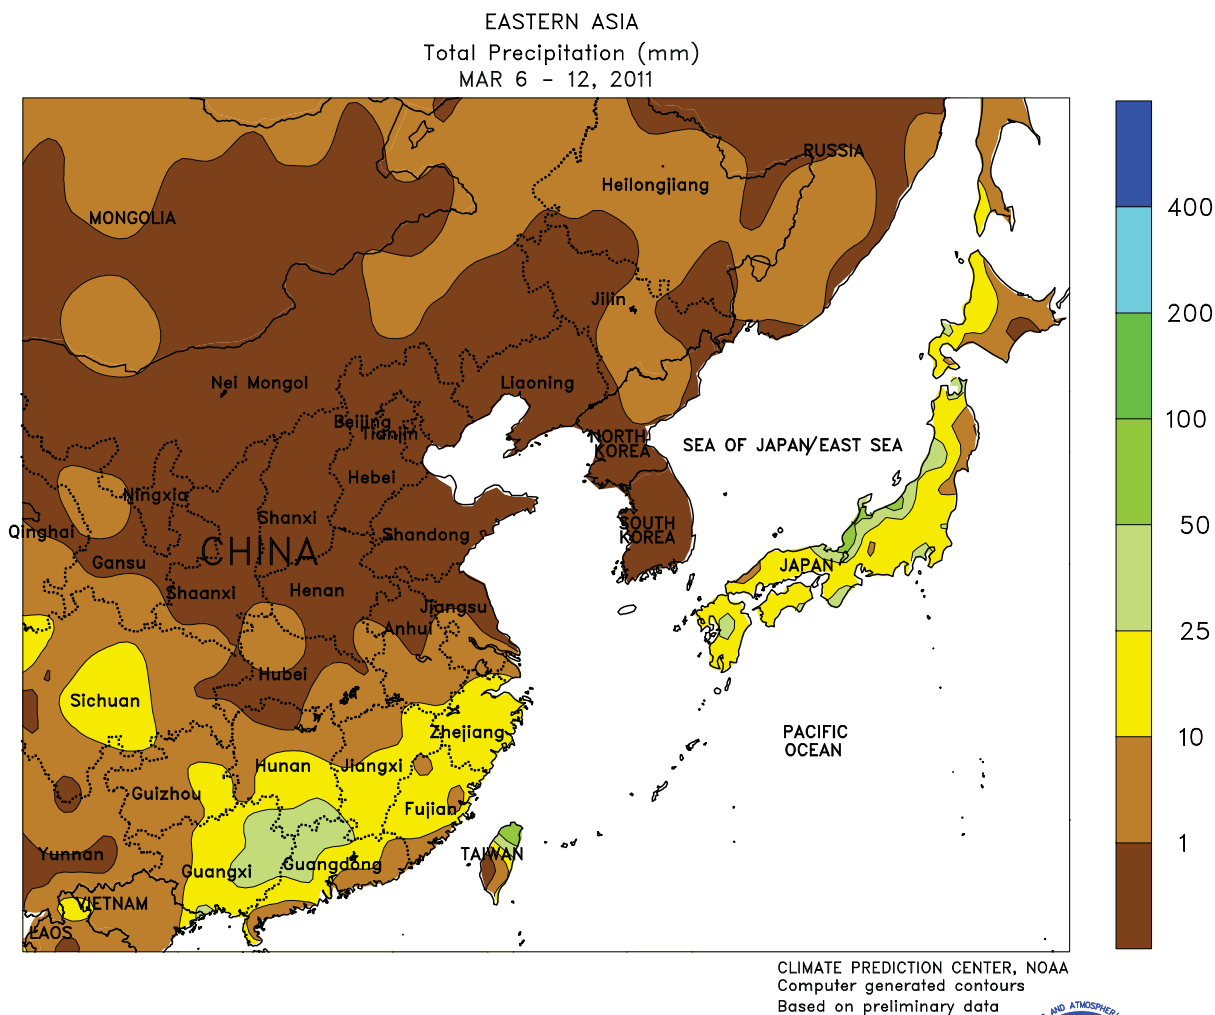 EASTERN ASIA
Total Precipitation (mm)
MAR 6 - 12, 2011
RUSSIA
Heilongjiang
MONGOLIA
400
Jilin
200
Nei Mongol
Liaoning
100
Beijing
Tianjin
NORTH
KOREA
SEA OF JAPAN/EAST SEA
Hebei
Ningxia
Shanxi
50
Qinghai
SOUTH
KOREA
Shandong
CHINA
Gansu
JAPAN
Shaanxi
Henan
Jiangsu
Anhui
25
Hubei
Sichuan
Zhejiang
PACIFIC
OCEAN
10
Hunan
Jiangxi
Guizhou
Fujian
1
Yunnan
TAIWAN
Guangxi
Guangdong
VIETNAM
LAOS
CLIMATE PREDICTION CENTER, NOAA
Computer generated contours
Based on preliminary data
AND ATMOSPHER